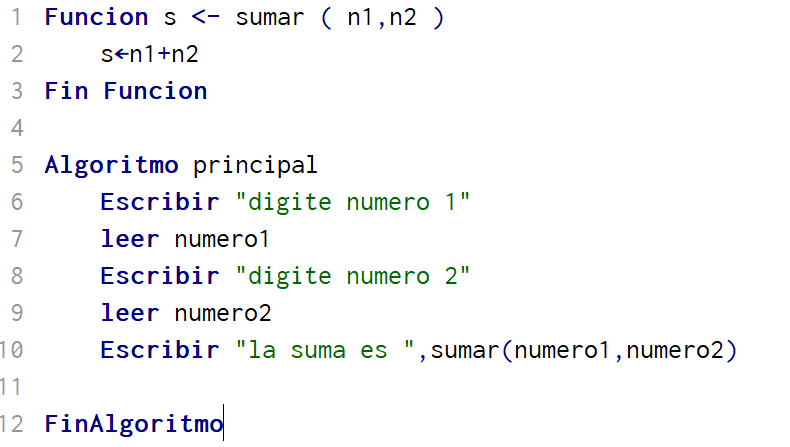 1 Funcion s <- sumar ( n1,n2 )
2 s←n1+n2
3 Fin Funcion
4
5 Algoritmo principal
6 Escribir "digite numero 1"
7 leer numero1
8 Escribir "digite numero 2"
9 leer numero2
10 Escribir "la suma es ",sumar(numero1,numero2)
11
12 FinAlgoritmo